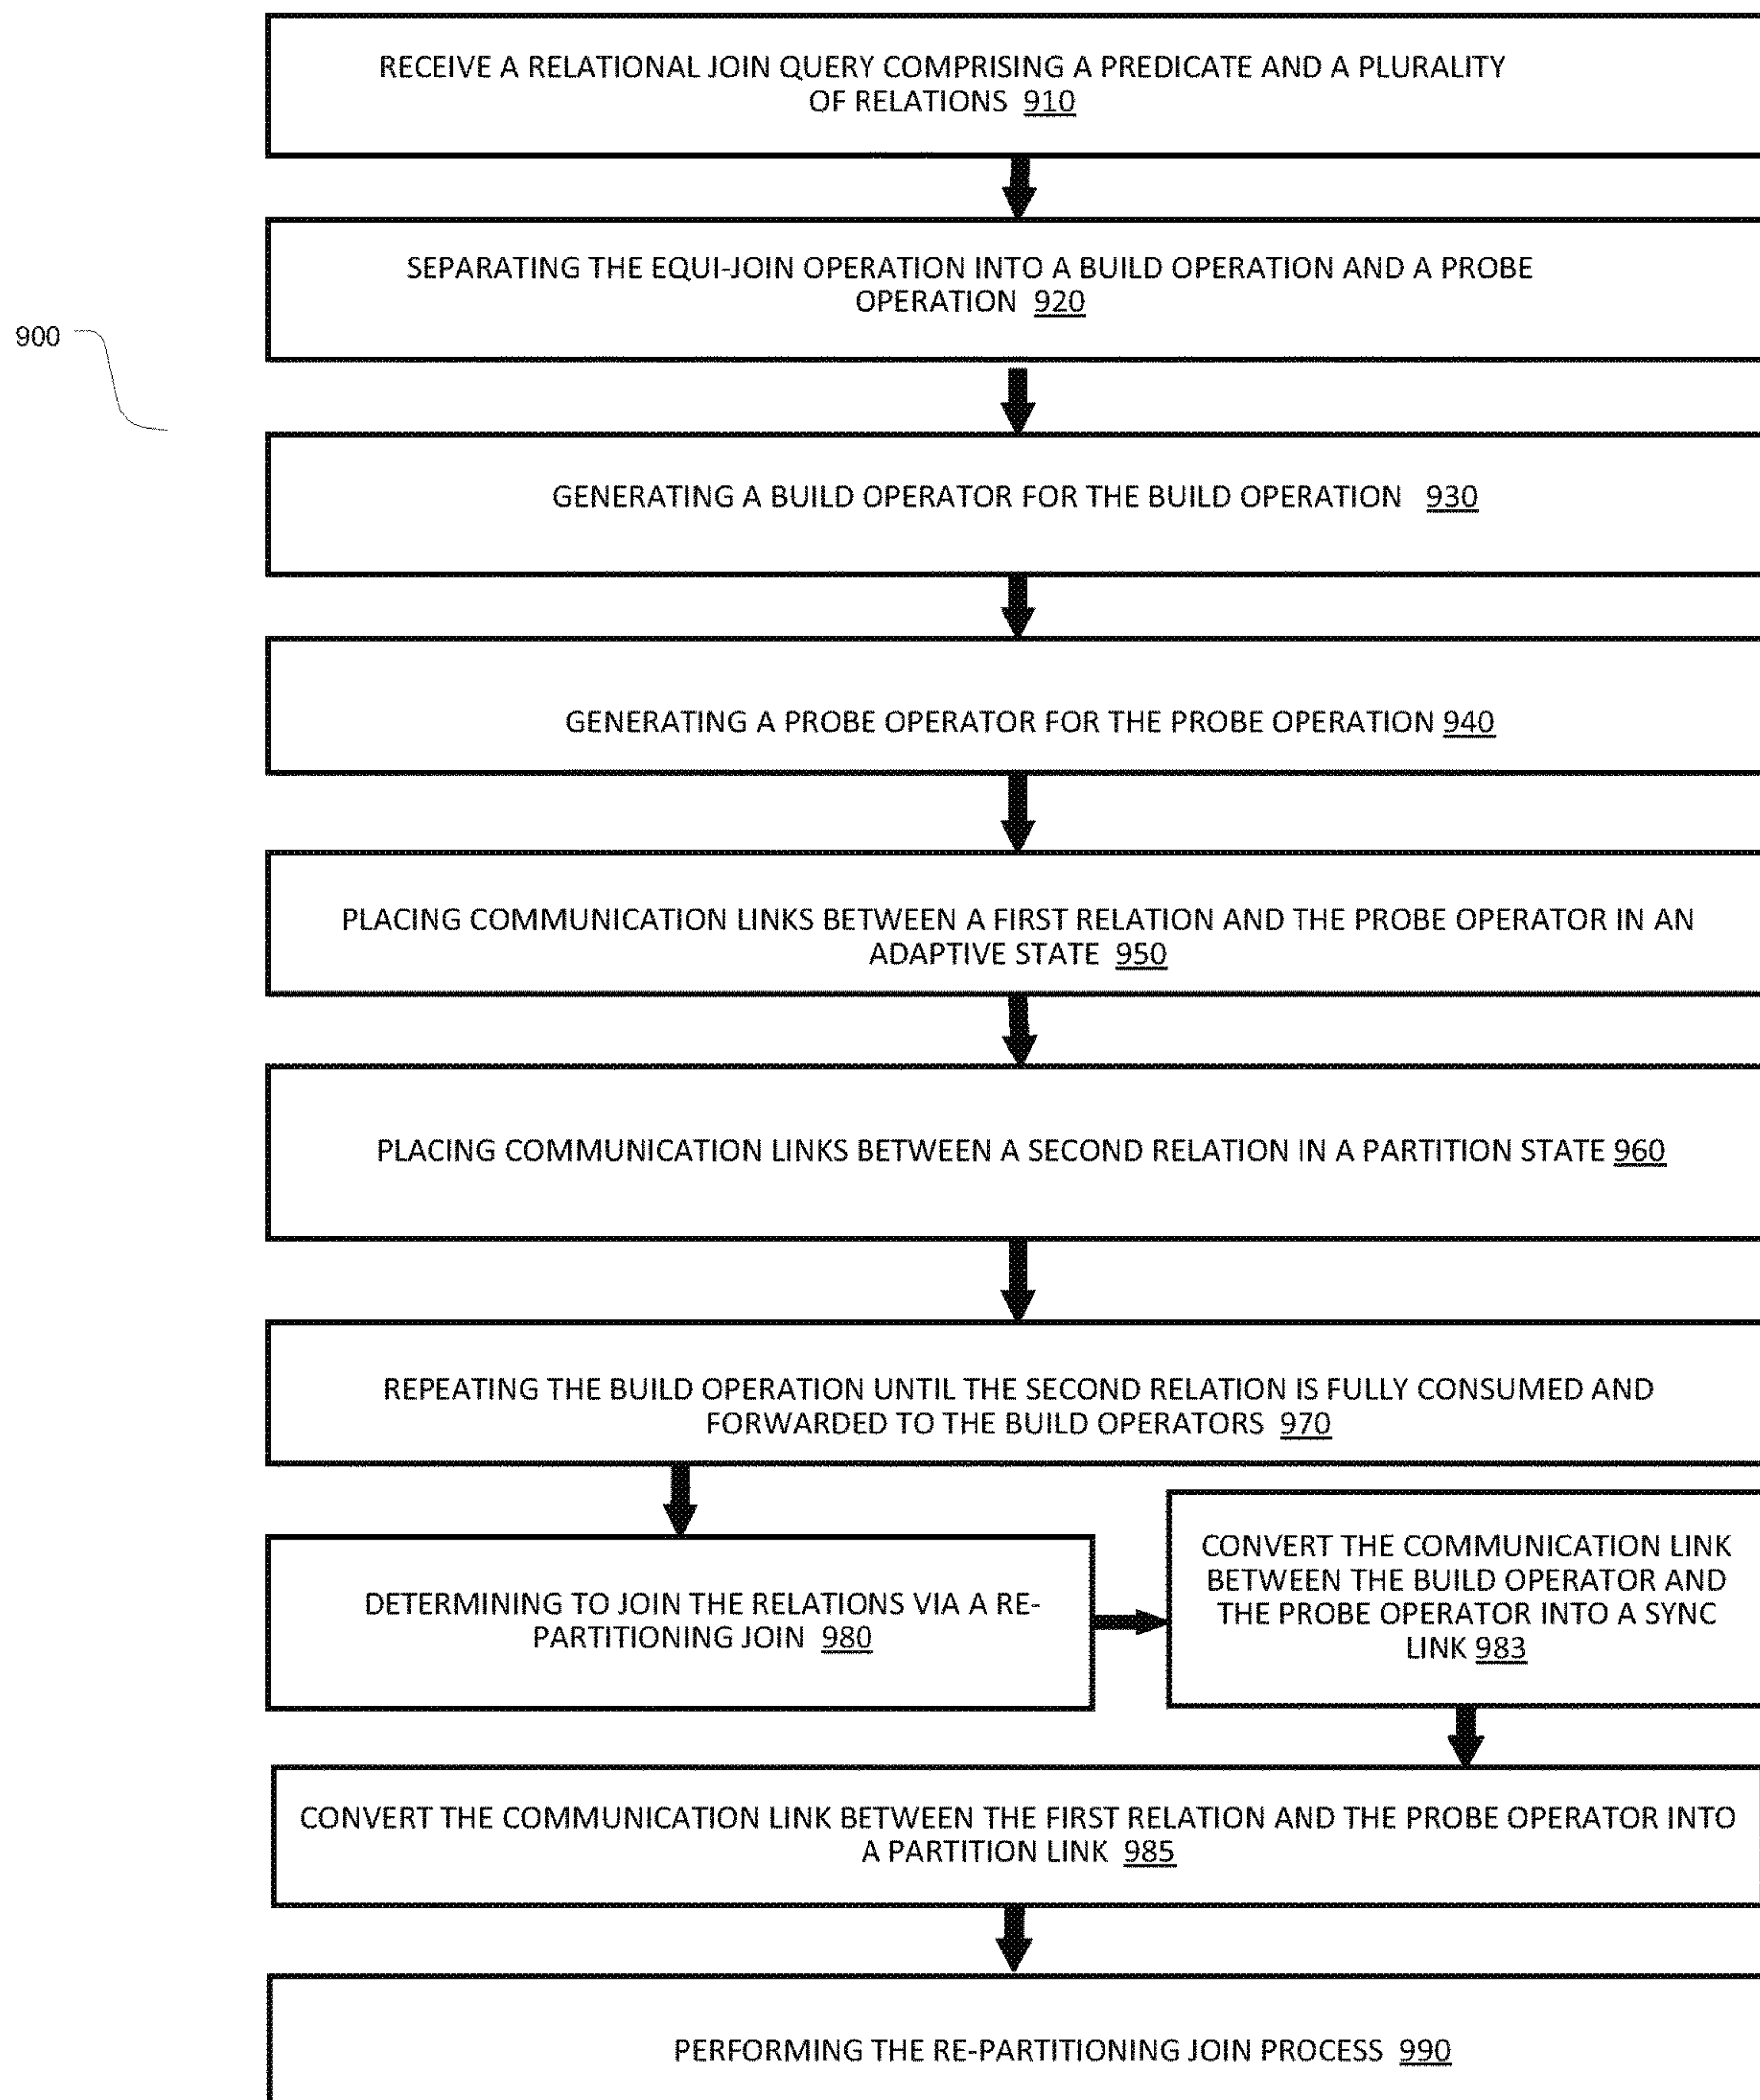 RECEIVE A RELATIONAL JOIN QUERY COMPRISING A PREDICATE AND A PLURALITY
OF RELATIONS 910
SEPARATING THE EQUI-JOIN OPERATION INTO A BUILD OPERATION AND A PROBE
OPERATION 920
900
GENERATING A BUILD OPERATOR FOR THE BUILD OPERATION 930
GENERATING A PROBE OPERATOR FOR THE PROBE OPERATION 940
PLACING COMMUNICATION LINKS BETWEEN A FIRST RELATION AND THE PROBE OPERATOR IN AN
ADAPTIVE STATE 950
PLACING COMMUNICATION LINKS BETWEEN A SECOND RELATION IN A PARTITION STATE 960
REPEATING THE BUILD OPERATION UNTIL THE SECOND RELATION IS FULLY CONSUMED AND
FORWARDED TO THE BUILD OPERATORS 970
DETERMINING TO JOIN THE RELATIONS VIA A RE-
PARTITIONING JOIN 980
CONVERT THE COMMUNICATION LINK
BETWEEN THE BUILD OPERATOR AND
THE PROBE OPERATOR INTO A SYNC
LINK 983
CONVERT THE COMMUNICATION LINK BETWEEN THE FIRST RELATION AND THE PROBE OPERATOR INTO
A PARTITION LINK 985
PERFORMING THE RE-PARTITIONING JOIN PROCESS 990